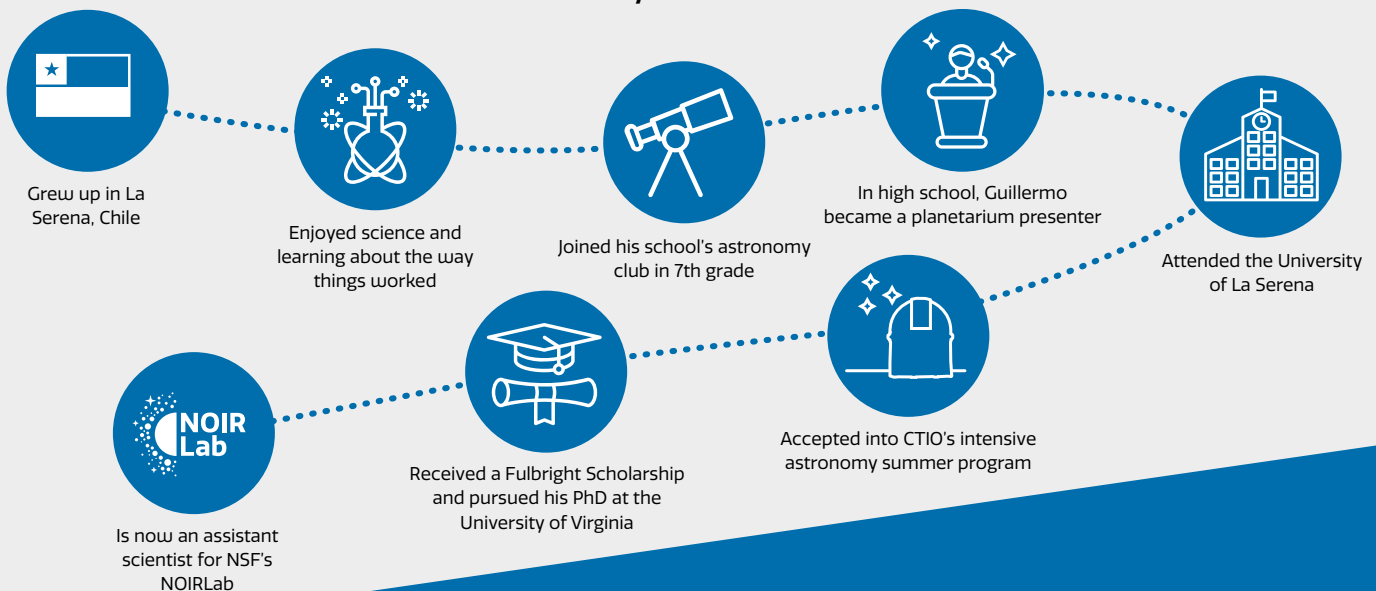 Grew up in La
Serena, Chile
Enjoyed science and
learning about the way
things worked
Joined his school's astronomy
club in 7th grade
In high school, Guillermo
became a planetarium presenter
Attended the University
of La Serena
Accepted into CTIO's intensive
astronomy summer program
Received a Fulbright Scholarship
and pursued his PhD at the
University of Virginia
NOIR
Lab
Is now an assistant
scientist for NSF's
NOIRLab